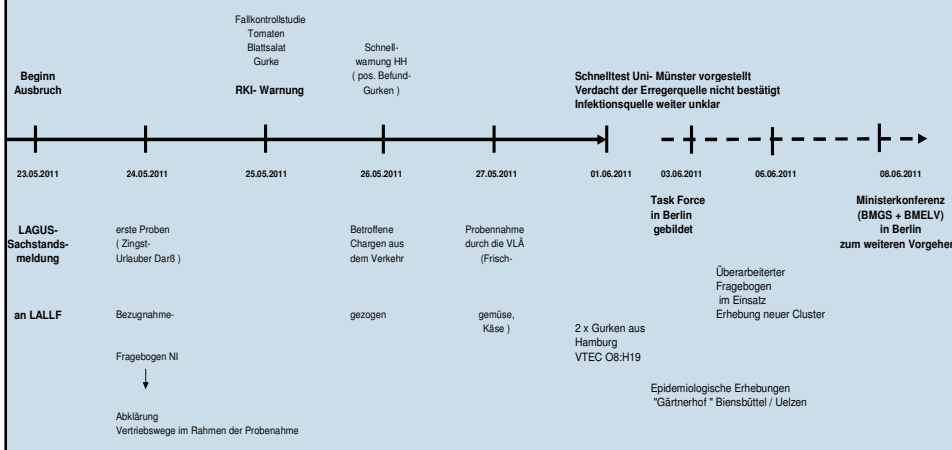 Fallkontrollstudie
Tomaten
Blattsalat
Gurke
RKI- Warnung
Schnell-
warnung HH
( pos. Befund-
Gurken )
Beginn
Ausbruch
Schnelltest Uni- Münster vorgestellt
Verdacht der Erregerquelle nicht bestätigt
Infektionsquelle weiter unklar
23.05.2011
24.05.2011
25.05.2011
26.05.2011
27.05.2011
01.06.2011
03.06.2011
06.06.2011
08.06.2011
LAGUS-
Sachstands-
meldung
an LALLF
erste Proben
( Zingst-
Urlauber Darß )
Bezugnahme-
Fragebogen NI
Abklärung
Vertriebswege im Rahmen der Probenahme
Betroffene
Chargen aus
dem Verkehr
gezogen
Probennahme
durch die VLÄ
(Frisch-
gemüse,
Käse )
2 x Gurken aus
Hamburg
VTEC O8:H19
Task Force
in Berlin
gebildet
Überarbeiterter
Fragebogen
im Einsatz
Erhebung neuer Cluster
Epidemiologische Erhebungen
"Gärtnerhof " Biensbüttel / Uelzen
Ministerkonferenz
(BMGS + BMELV)
in Berlin
zum weiteren Vorgehen